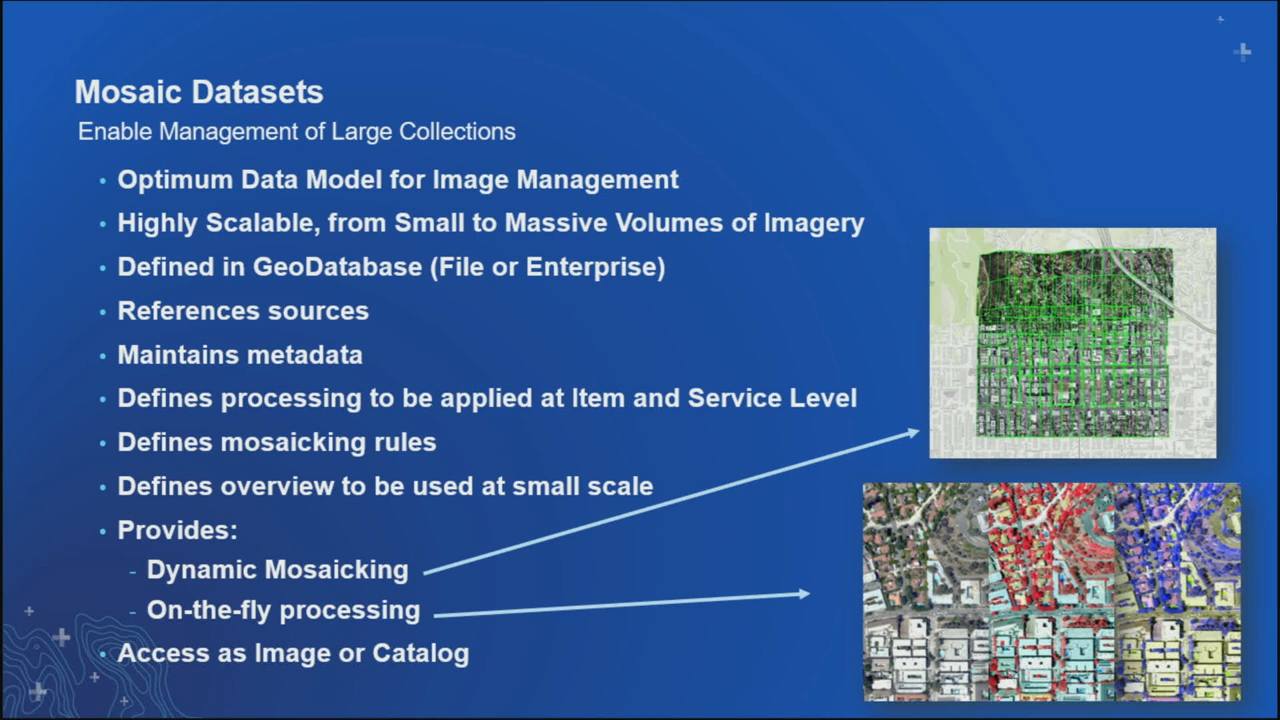 Mosaic Datasets
Enable Management of Large Collections
• Optimum Data Model for Image Management
• Highly Scalable, from Small to Massive Volumes of Imagery
• Defined in GeoDatabase (File or Enterprise)
• References sources
• Maintains metadata
• Defines processing to be applied at Item and Service Level
• Defines mosaicking rules
• Defines overview to be used at small scale
• Provides:
- Dynamic Mosaicking
- On-the-fly processing
• Access as Image or Catalog